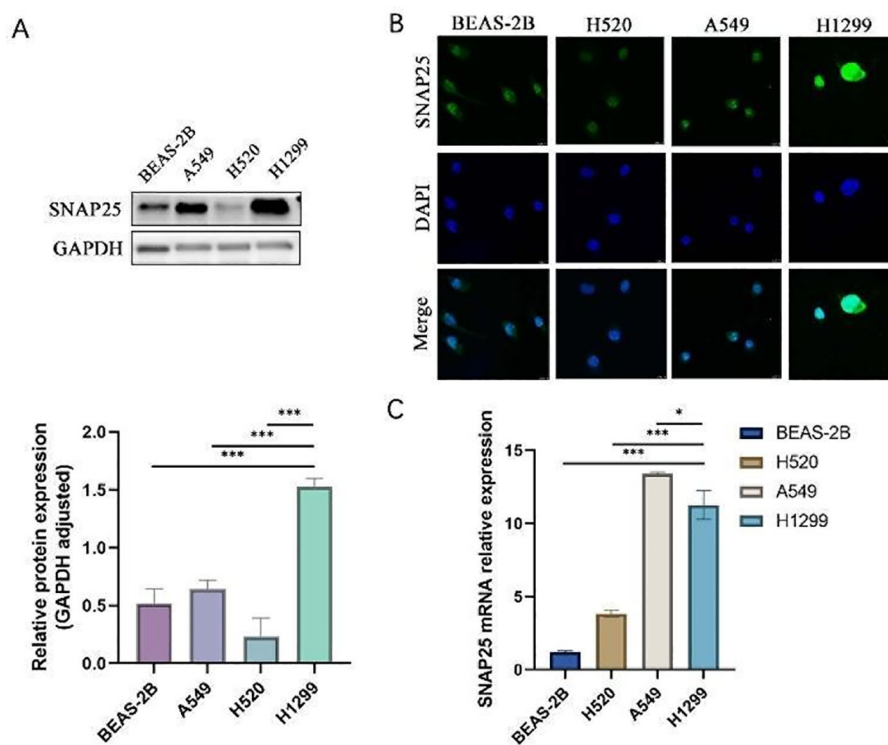 A
BEAS-2B
A549
H520
H1299
SNAP25
GAPDH
B
BEAS-2B H520 A549 H1299
SNAP25
DAPI
Merge
Relative protein expression
(GAPDH adjusted)
2.0
1.5
1.0
0.5
0.0
***
***
***
BEAS-2B
A549
H520
H1299
C
SNAP25 mRNA relative expression
15
10
5
0
*
***
***
BEAS-2B
H520
A549
H1299
BEAS-2B
H520
A549
H1299